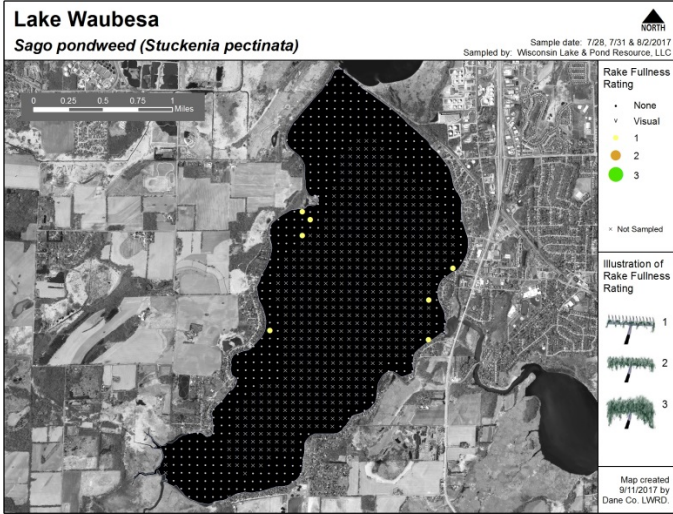 Lake Waubesa
Sago pondweed (Stuckenia pectinata)
NORTH
Sample date: 7/28, 7/31 & 8/2/2017
Sampled by: Wisconsin Lake & Pond Resource, LLC
0 0.25 0.5 0.75 1
Miles
Rake Fullness
Rating
None
v Visual
1
2
3
× Not Sampled
Illustration of
Rake Fullness
Rating
1
2
3
Map created
9/11/2017 by
Dane Co. LWRD.